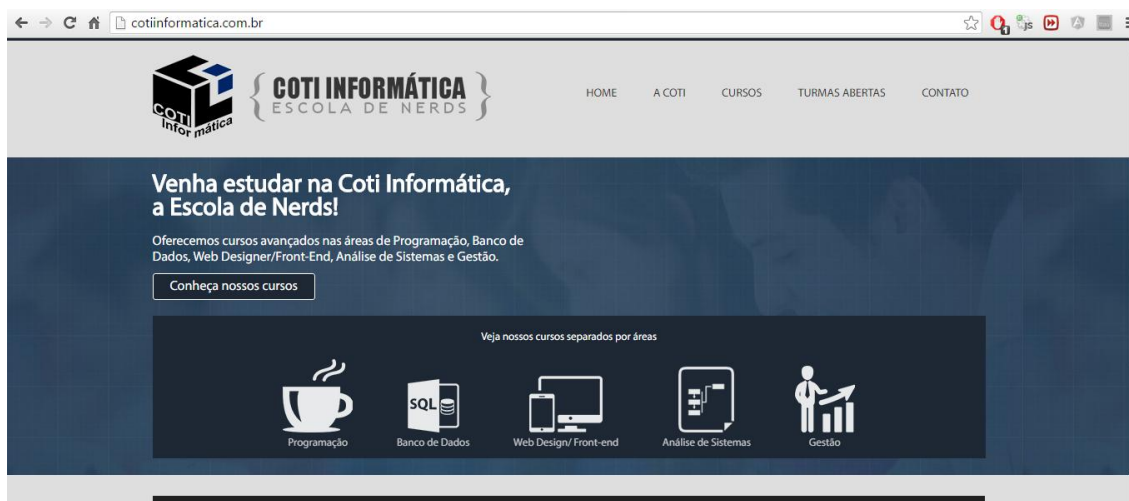 cotiinformatica.com.br
js
COTI
Informática
{ COTI INFORMÁTICA }
ESCOLA DE NERDS
HOME A COTI CURSOS TURMAS ABERTAS CONTATO
Venha estudar na Coti Informática,
a Escola de Nerds!
Oferecemos cursos avançados nas áreas de Programação, Banco de
Dados, Web Designer/Front-End, Análise de Sistemas e Gestão.
Conheça nossos cursos
Veja nossos cursos separados por áreas
SQL
Programação Banco de Dados Web Design/ Front-end Análise de Sistemas Gestão